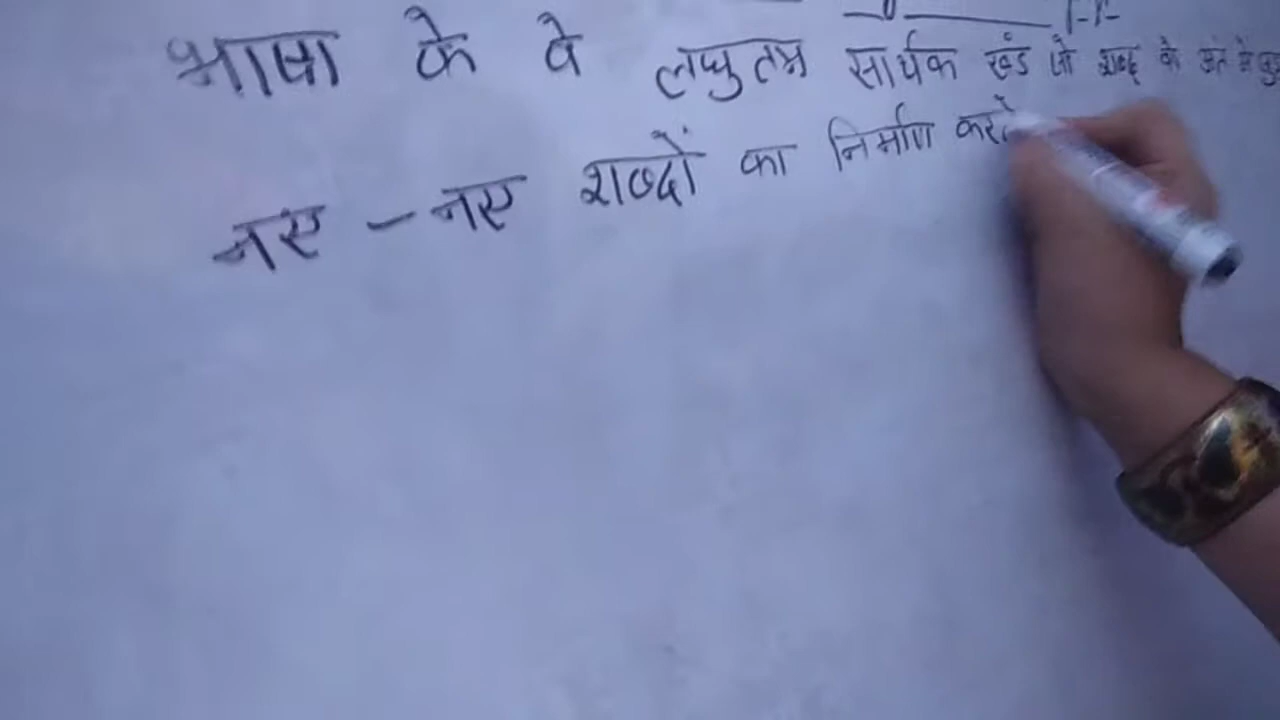 भाषा के वे लघुतम सार्थक खंड जो शब्द के अंत में
नए - नए शब्दों का निर्माण करते